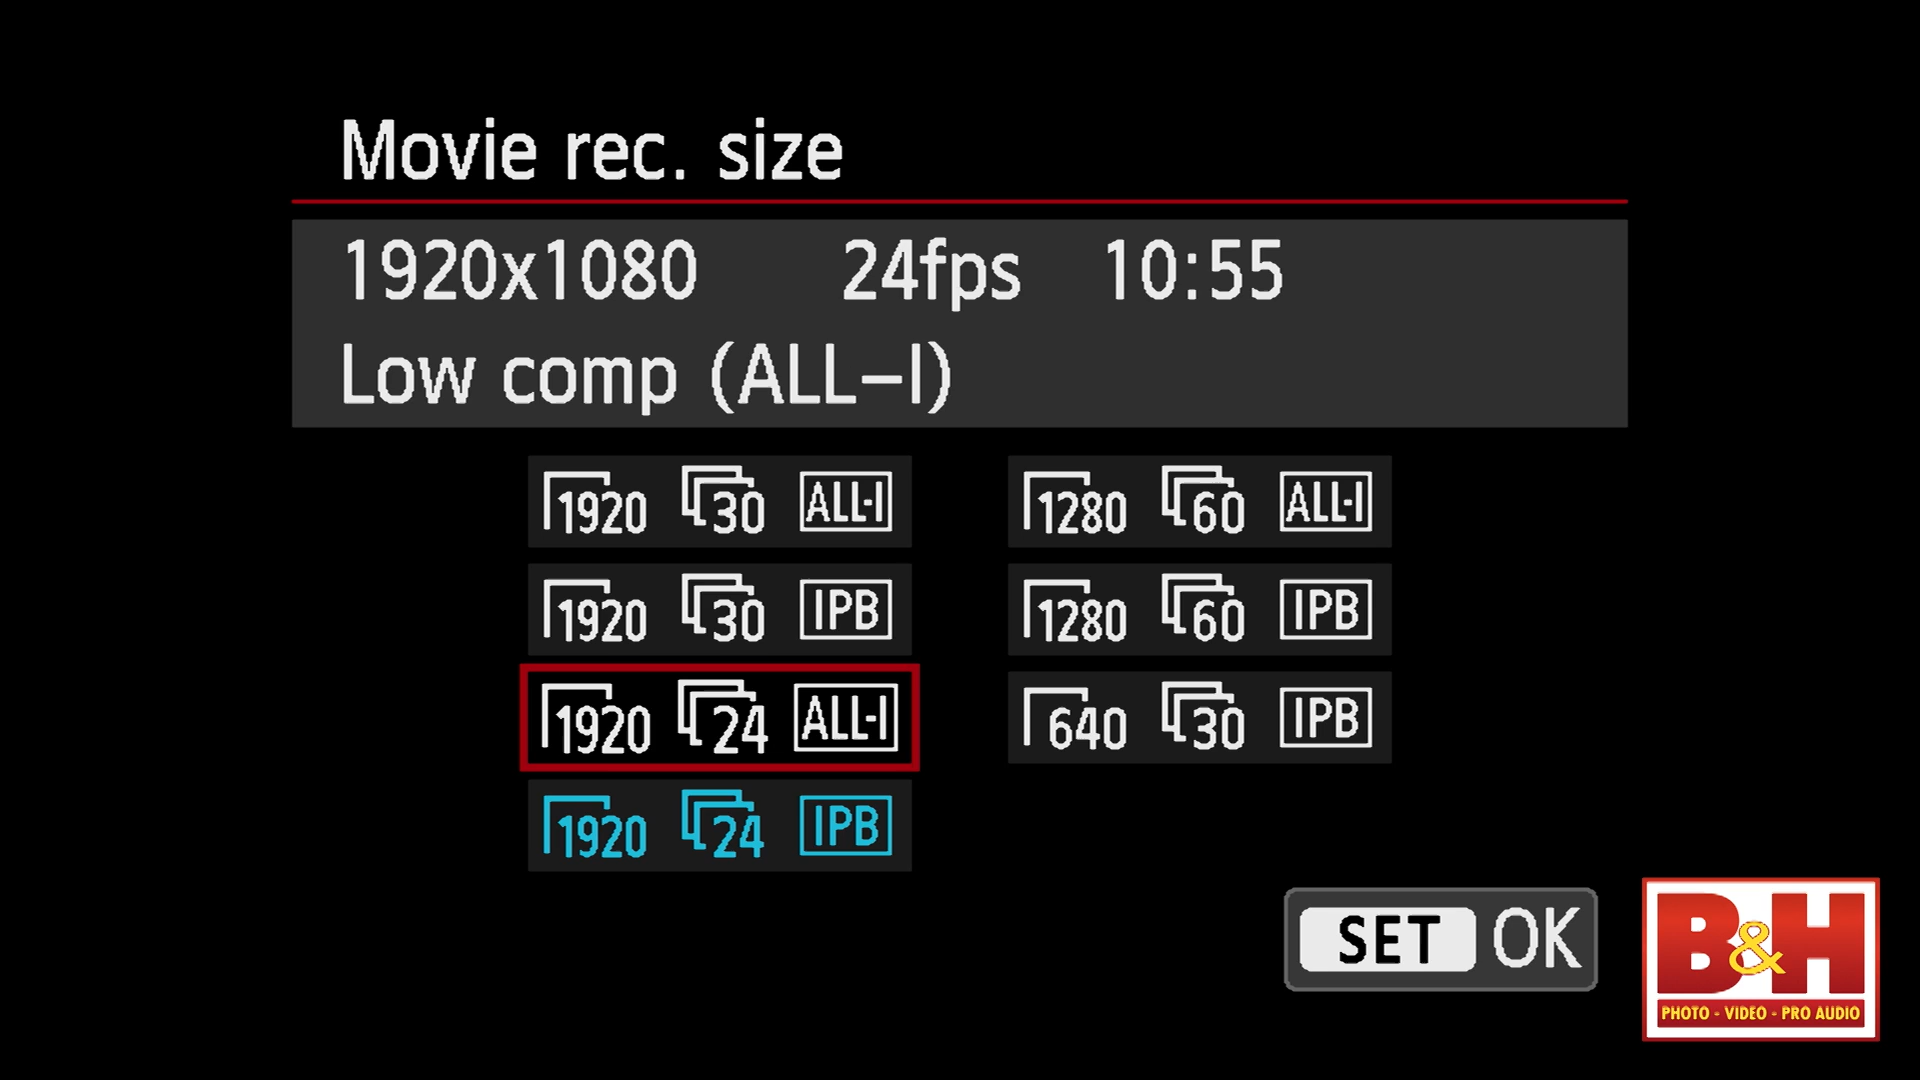 Movie rec. size
1920x1080 24fps 10:55
Low comp (ALL-I)
1920 30 ALL-I
1280 60 ALL-I
1920 30 IPB
1280 60 IPB
1920 24 ALL-I
640 30 IPB
1920 24 IPB
SET OK
B&H
PHOTO - VIDEO - PRO AUDIO